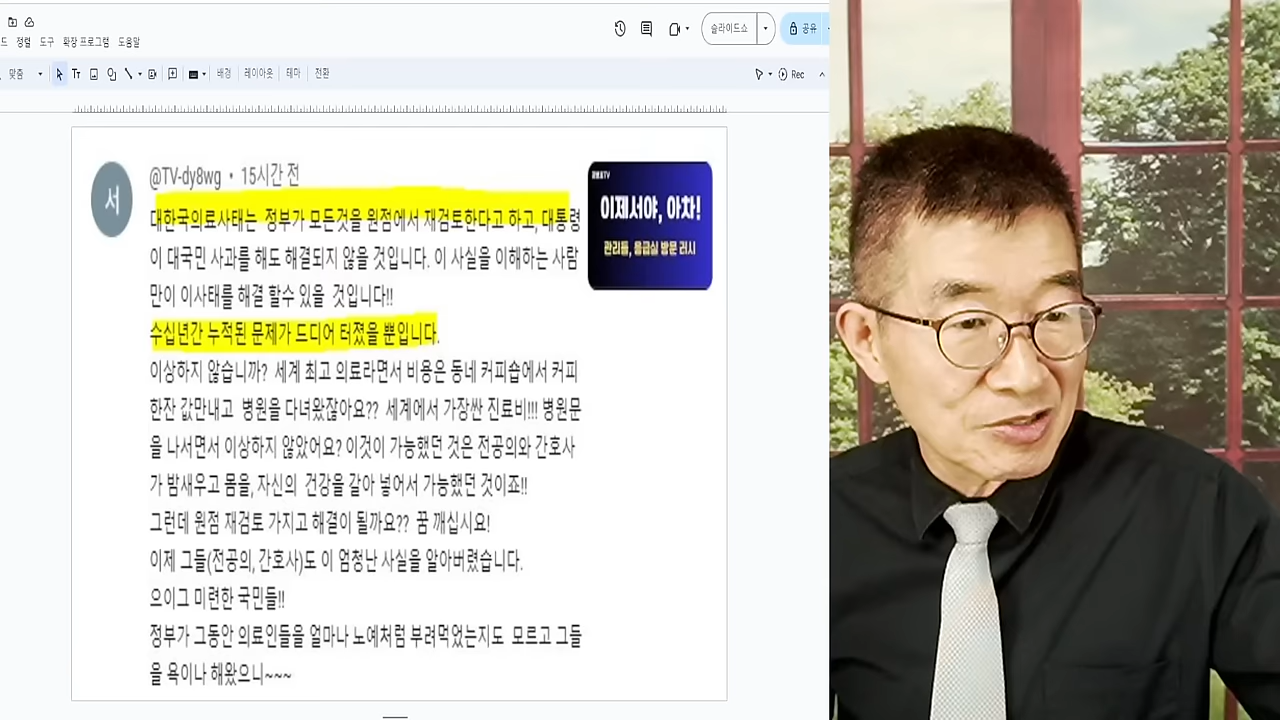 정렬 도구 확장 프로그램 도움말
슬라이드쇼
공유
맞춤
배경 레이아웃 테마 전환
Rec
서
@TV-dy8wg • 15시간 전
대한국의료사태는 정부가 모든것을 원점에서 재검토한다고 하고, 대통령
이 대국민 사과를 해도 해결되지 않을 것입니다. 이 사실을 이해하는 사람
만이 이사태를 해결 할수 있을 것입니다!!
수십년간 누적된 문제가 드디어 터졌을 뿐입니다.
이상하지 않습니까? 세계 최고 의료라면서 비용은 동네 커피숍에서 커피
한잔 값만내고 병원을 다녀왔잖아요?? 세계에서 가장싼 진료비!!! 병원문
을 나서면서 이상하지 않았어요? 이것이 가능했던 것은 전공의와 간호사
가 밤새우고 몸을, 자신의 건강을 갈아 넣어서 가능했던 것이죠!!
그런데 원점 재검토 가지고 해결이 될까요?? 꿈 깨십시요!
이제 그들(전공의, 간호사)도 이 엄청난 사실을 알아버렸습니다.
으이그 미련한 국민들!!
정부가 그동안 의료인들을 얼마나 노예처럼 부려먹었는지도 모르고 그들
을 욕이나 해왔으니~~~
이제서야, 아차!
관리들, 응급실 방문 러시